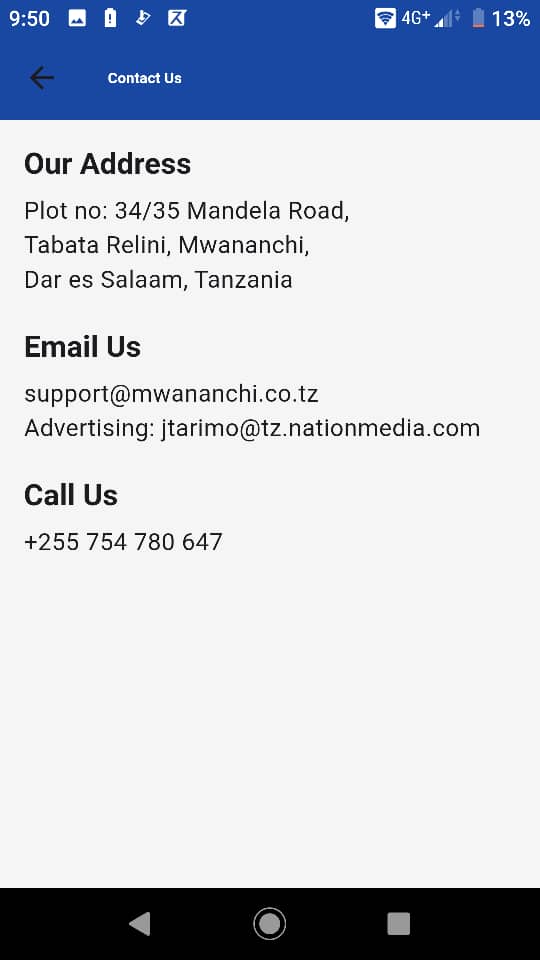 9:50 4G+ 13%
Contact Us
Our Address
Plot no: 34/35 Mandela Road,
Tabata Relini, Mwananchi,
Dar es Salaam, Tanzania
Email Us
support@mwananchi.co.tz
Advertising: jtarimo@tz.nationmedia.com
Call Us
+255 754 780 647